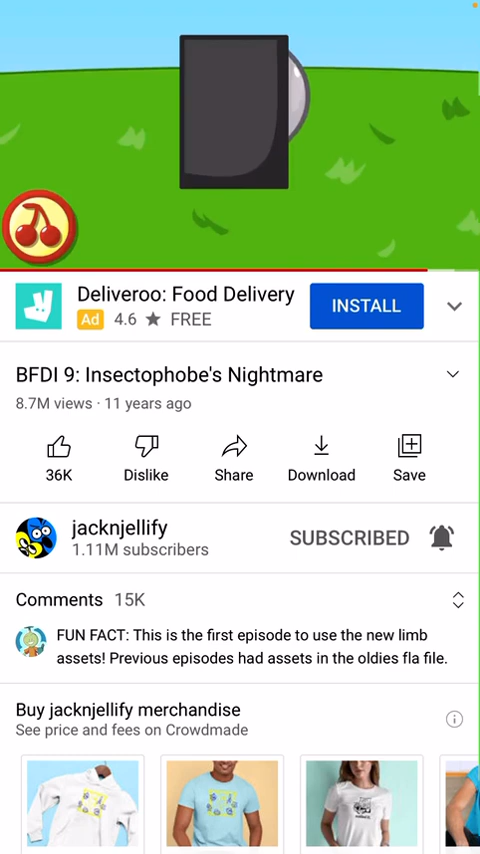 Deliveroo: Food Delivery
Ad 4.6 ★ FREE
INSTALL
BFDI 9: Insectophobe's Nightmare
8.7M views · 11 years ago
36K
Dislike
Share
Download
Save
jacknjellify
1.11M subscribers
SUBSCRIBED
Comments 15K
FUN FACT: This is the first episode to use the new limb
assets! Previous episodes had assets in the oldies fla file.
Buy jacknjellify merchandise
See price and fees on Crowdmade